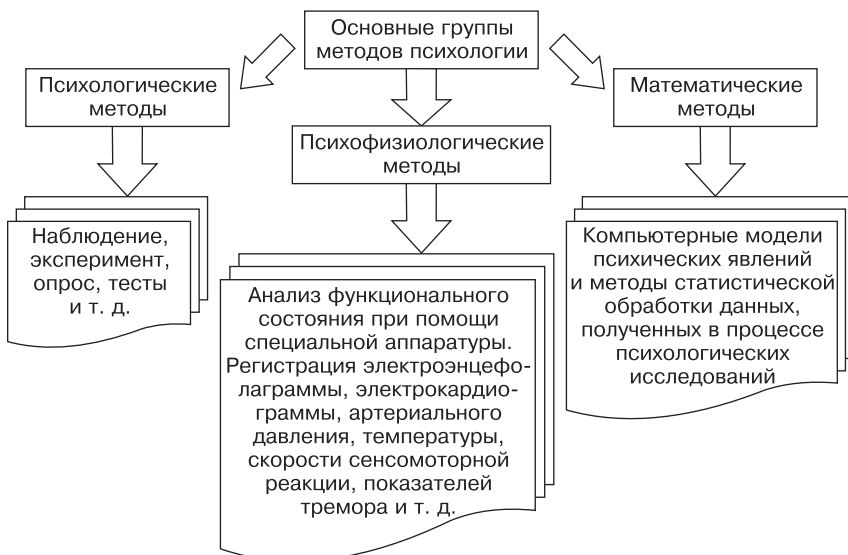 Основные группы
методов психологии
Психологические
методы
Психофизиологические
методы
Математические
методы
Наблюдение,
эксперимент,
опрос, тесты
и т. д.
Анализ функционального
состояния при помощи
специальной аппаратуры.
Регистрация электроэнцефо-
лаграммы, электрокардио-
граммы, артериального
давления, температуры,
скорости сенсомоторной
реакции, показателей
тремора и т. д.
Компьютерные модели
психических явлений
и методы статистической
обработки данных,
полученных в процессе
психологических
исследований